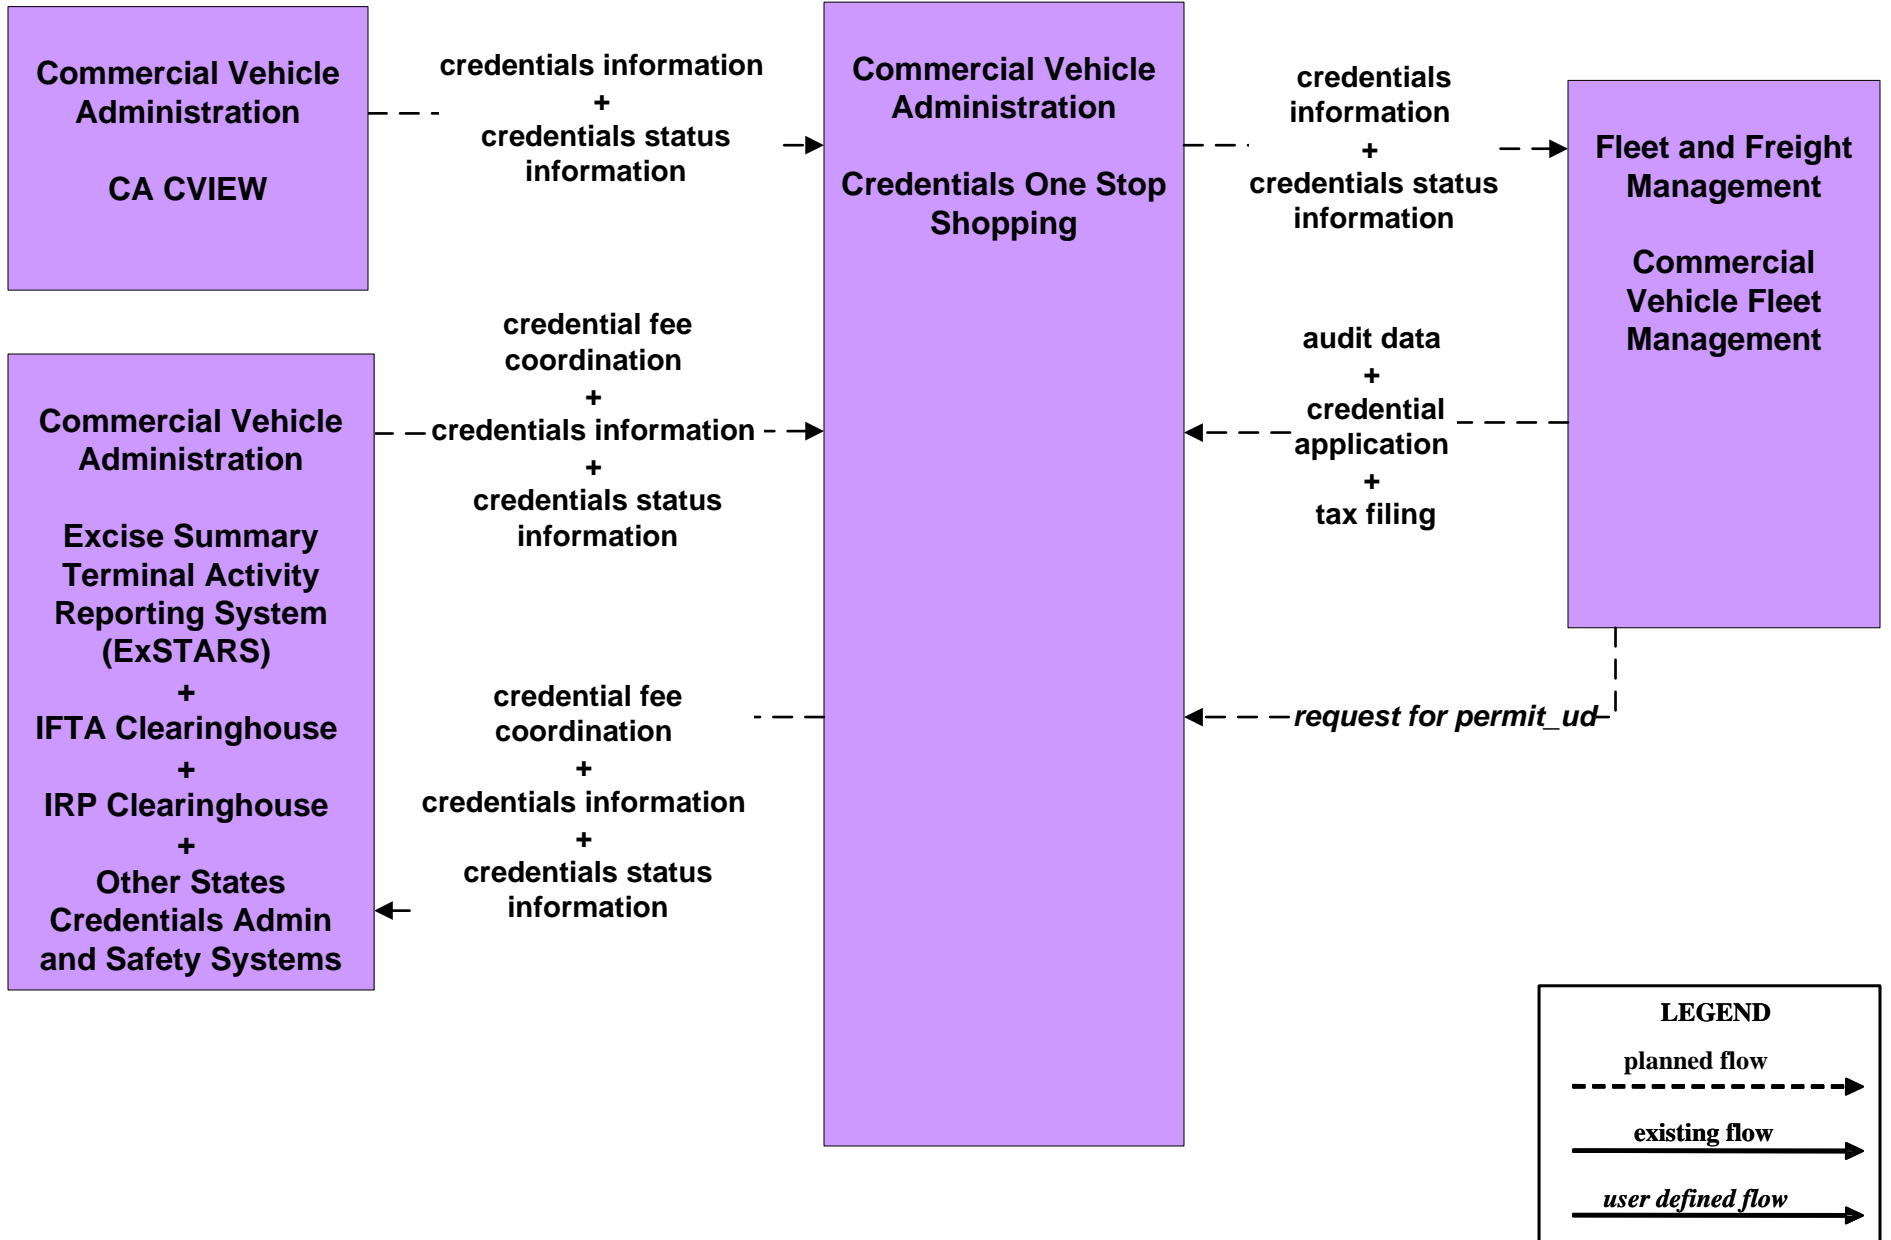 Commercial Vehicle
Administration
CA CVIEW
credentials information
+
credentials status
information
Commercial Vehicle
Administration
Credentials One Stop
Shopping
credentials
information
+
credentials status
information
Fleet and Freight
Management
Commercial
Vehicle Fleet
Management
Commercial Vehicle
Administration
Excise Summary
Terminal Activity
Reporting System
(ExSTARS)
+
IFTA Clearinghouse
+
IRP Clearinghouse
+
Other States
Credentials Admin
and Safety Systems
credential fee
coordination
+
credentials information
+
credentials status
information
audit data
+
credential
application
+
tax filing
credential fee
coordination
+
credentials information
+
credentials status
information
request for permit_ud
LEGEND
planned flow
existing flow
user defined flow